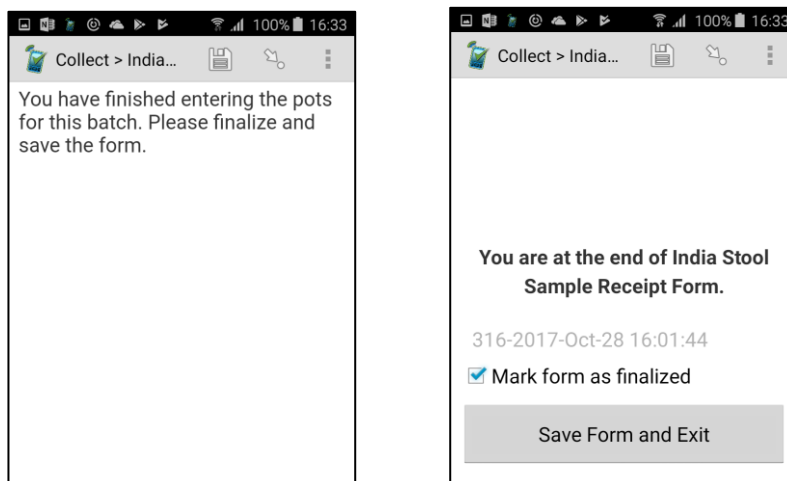 100% 16:33
Collect > India...
You have finished entering the pots
for this batch. Please finalize and
save the form.
100% 16:33
Collect > India...
You are at the end of India Stool
Sample Receipt Form.
316-2017-Oct-28 16:01:44
Mark form as finalized
Save Form and Exit